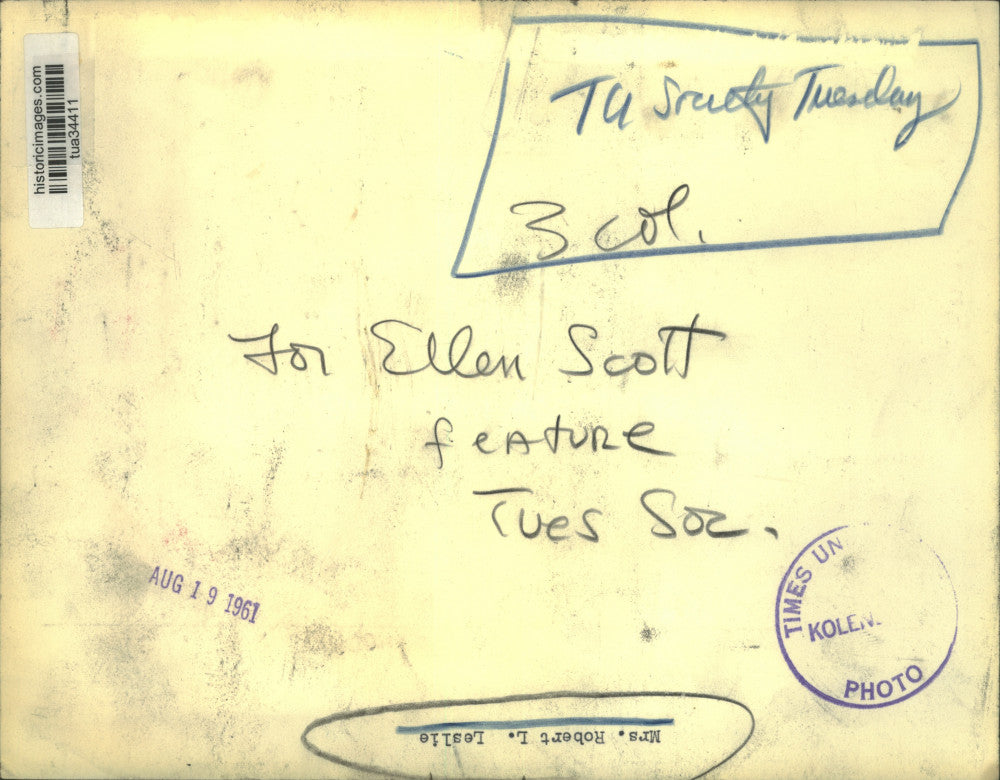 historicimages.com
tua34411
TU Society Tuesday
3 col.
For Ellen Scott
feature
Tues Soc.
AUG 19 1961
TIMES UN
KOLEN
PHOTO
Mrs. Robert L. Leslie